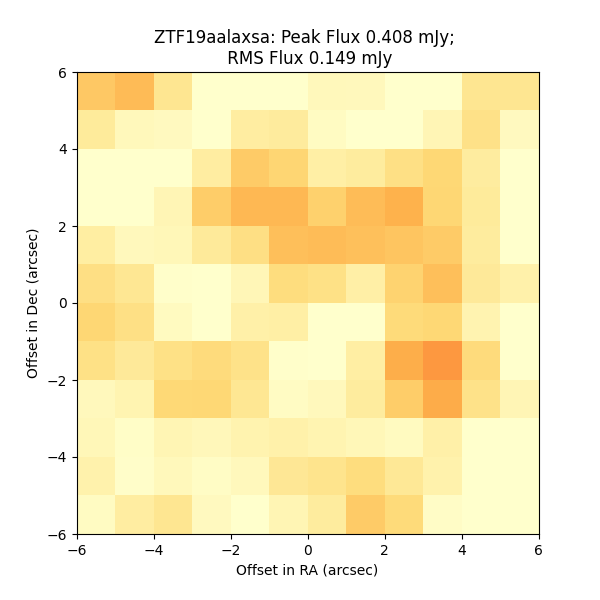 ZTF19aalaxsa: Peak Flux 0.408 mJy;
RMS Flux 0.149 mJy
6
4
2
0
−2
−4
−6
Offset in Dec (arcsec)
−6 −4 −2 0 2 4 6
Offset in RA (arcsec)